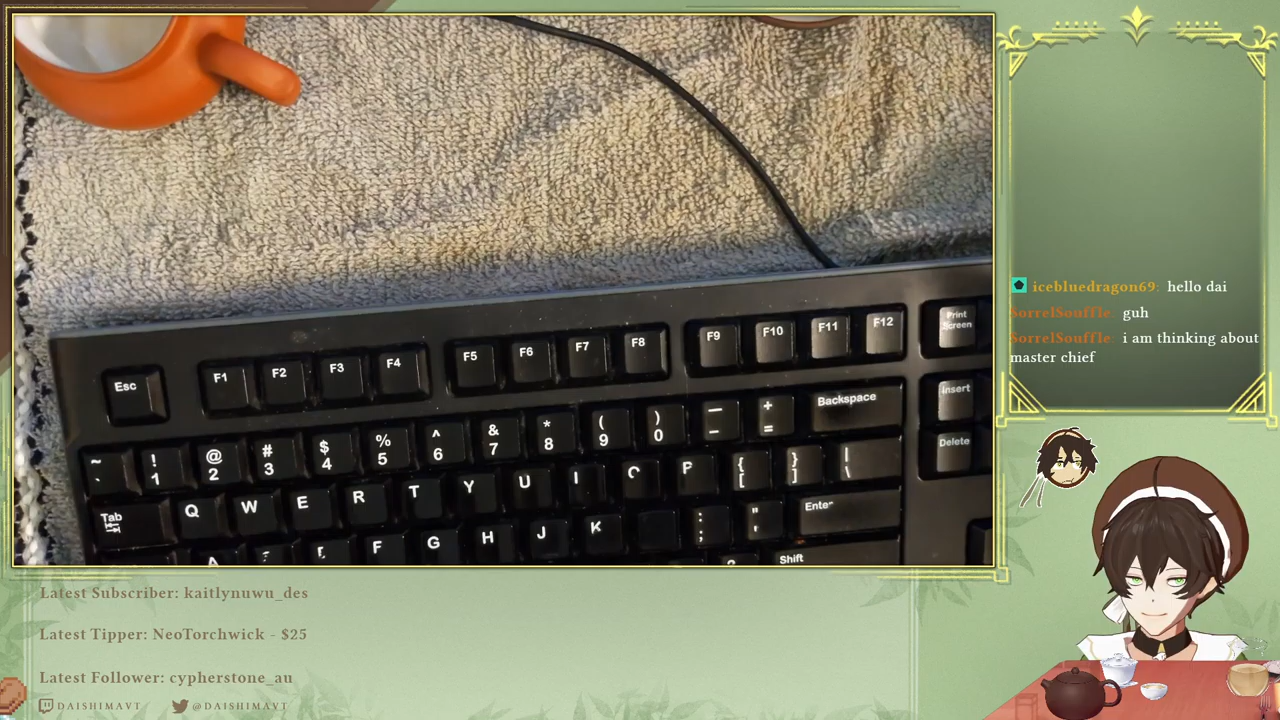 Print
Screen
F12
F11
F10
F9
F8
F7
F6
F5
F4
F3
F2
F1
Esc
Insert
Backspace
+
=
—
–
)
0
(
9
*
8
&
7
^
6
%
5
$
4
#
3
@
2
!
1
~
`
Delete
|
\
}
]
{
[
P
I
U
Y
T
R
E
W
Q
Tab
Enter
"
'
:
;
K
J
H
G
F
Shift
icebluedragon69: hello dai
SorrelSouffle: guh
SorrelSouffle: i am thinking about
master chief
Latest Subscriber: kaitlynuwu_des
Latest Tipper: NeoTorchwick - $25
Latest Follower: cypherstone_au
DAISHIMAVT
@DAISHIMAVT